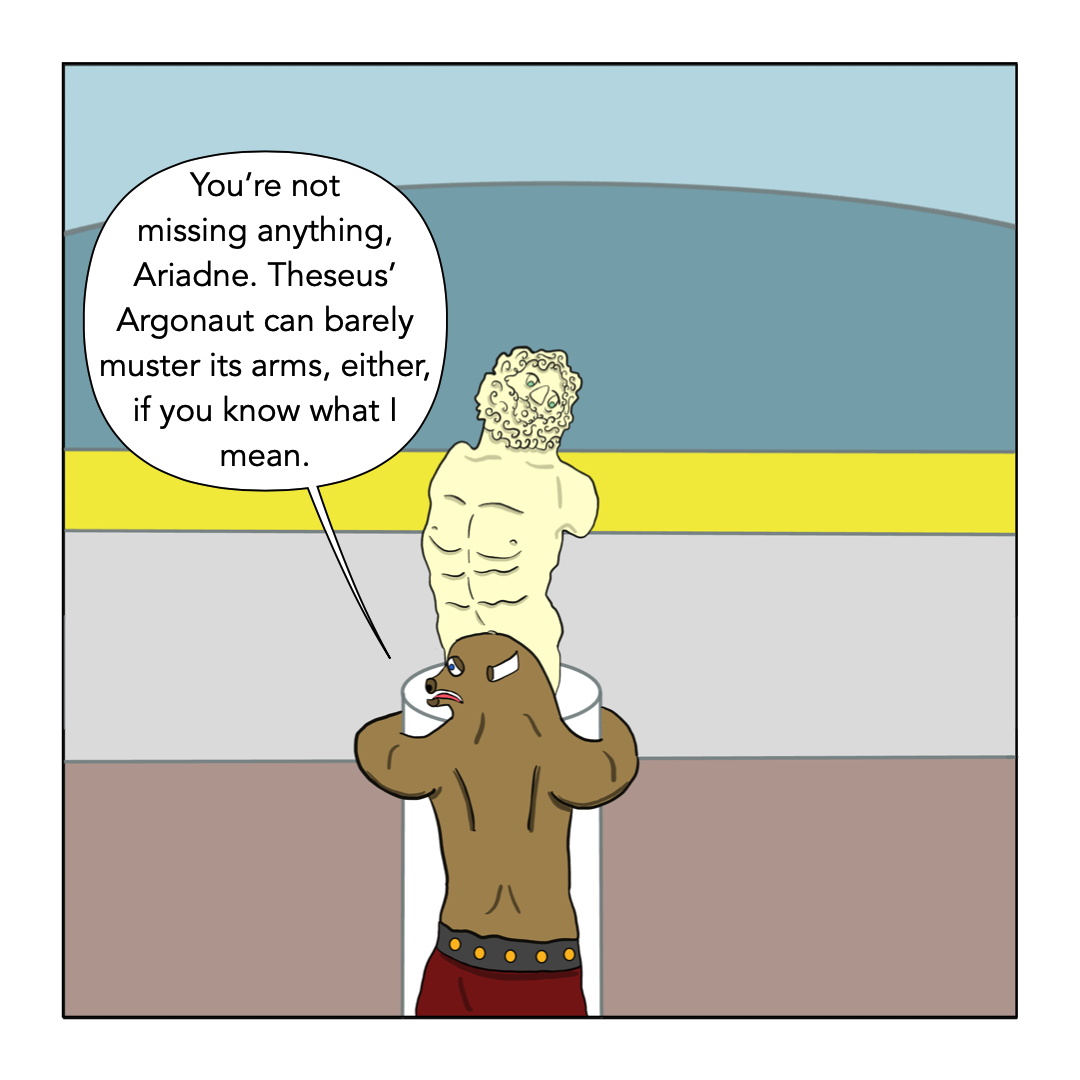 You’re not
missing anything,
Ariadne. Theseus’
Argonaut can barely
muster its arms, either,
if you know what I
mean.